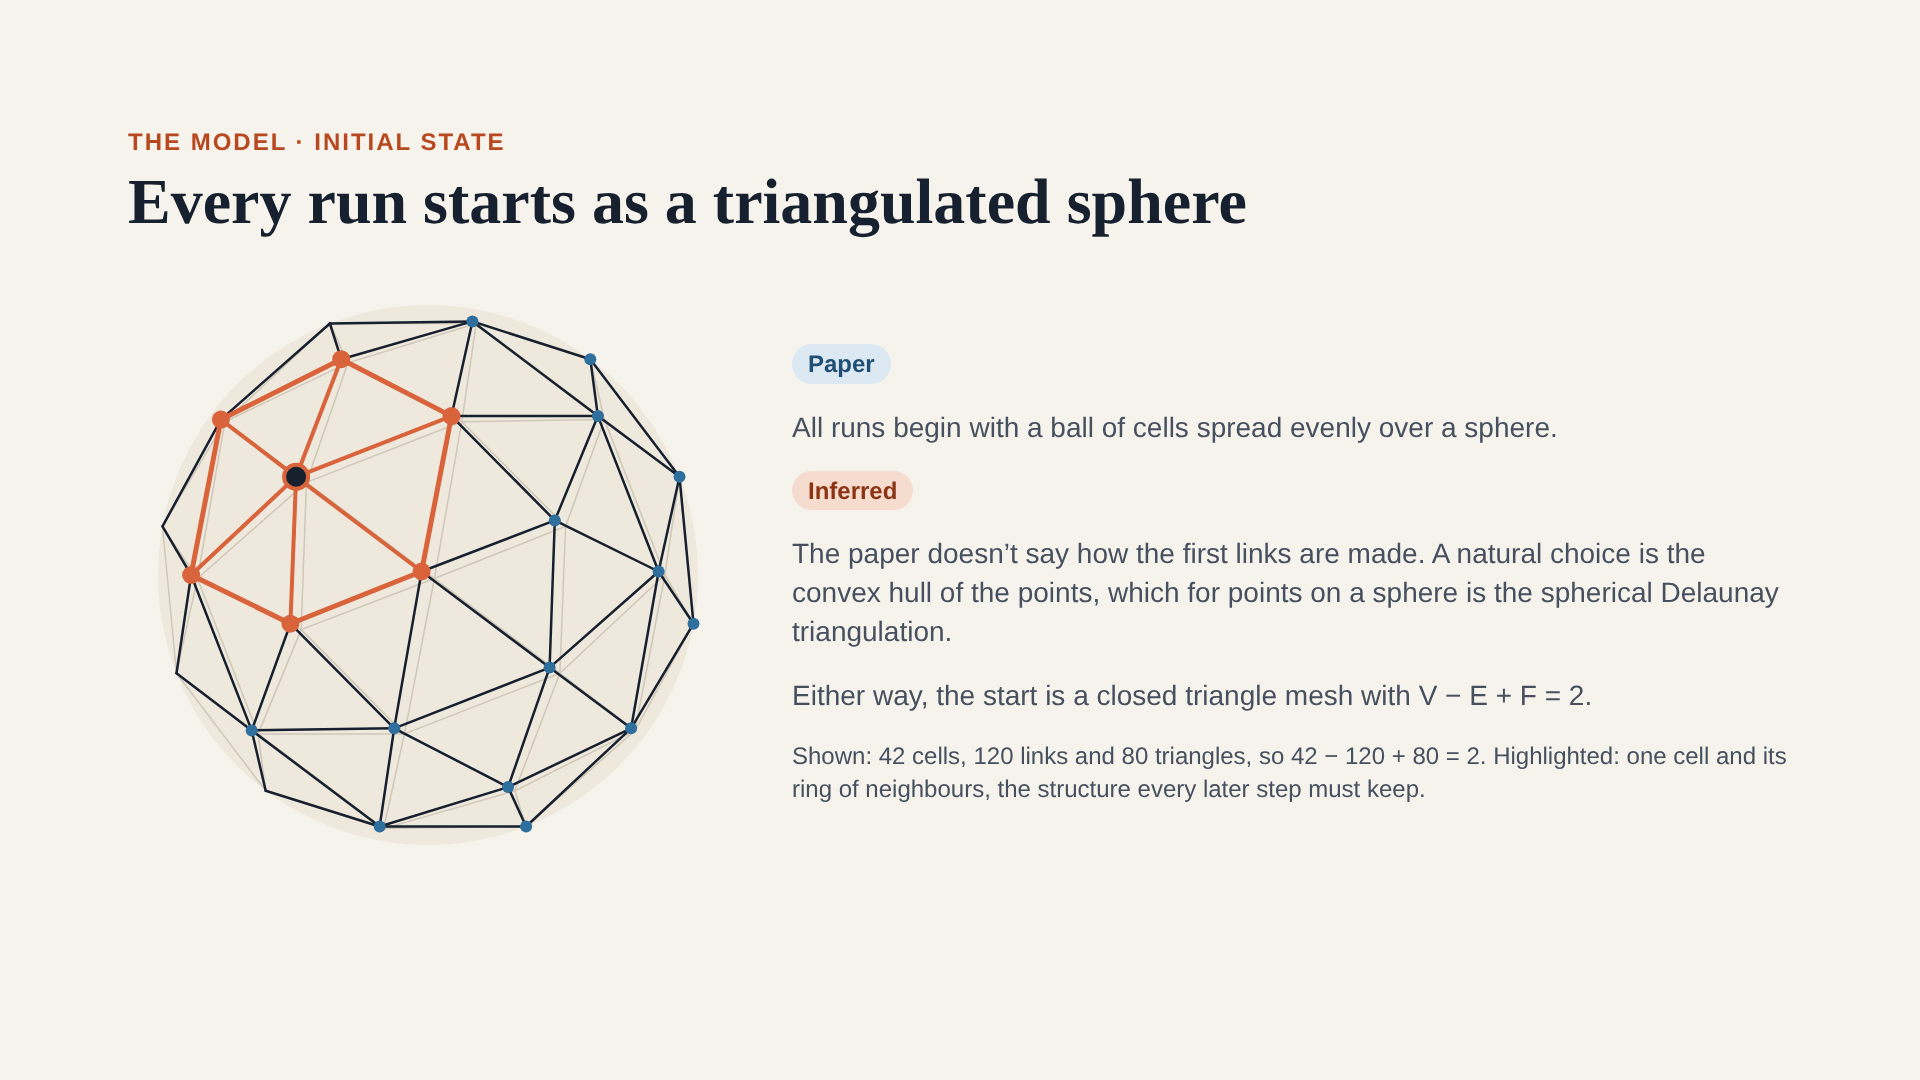 THE MODEL · INITIAL STATE
Every run starts as a triangulated sphere
Paper
All runs begin with a ball of cells spread evenly over a sphere.
Inferred
The paper doesn’t say how the first links are made. A natural choice is the
convex hull of the points, which for points on a sphere is the spherical Delaunay
triangulation.
Either way, the start is a closed triangle mesh with V − E + F = 2.
Shown: 42 cells, 120 links and 80 triangles, so 42 − 120 + 80 = 2. Highlighted: one cell and its
ring of neighbours, the structure every later step must keep.